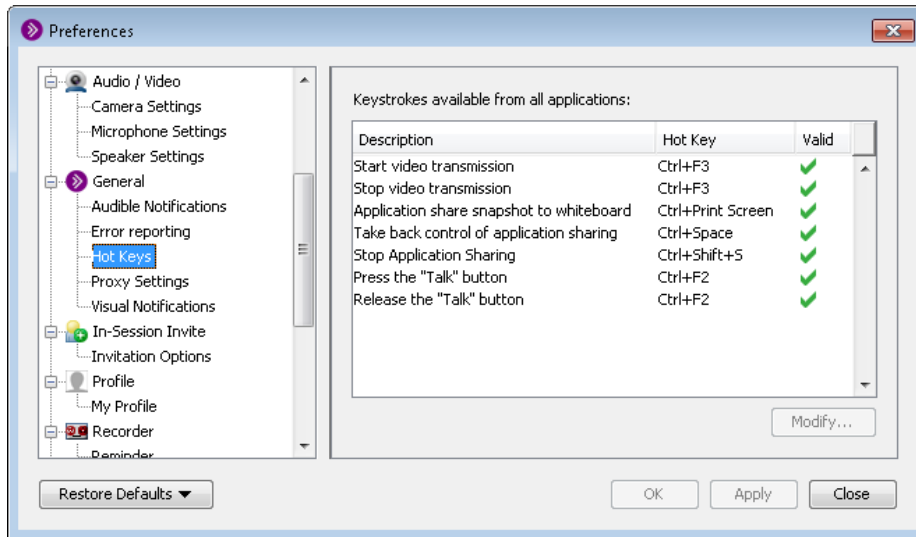 Preferences
Audio / Video
Camera Settings
Microphone Settings
Speaker Settings
General
Audible Notifications
Error reporting
Hot Keys
Proxy Settings
Visual Notifications
In-Session Invite
Invitation Options
Profile
My Profile
Recorder
Reminder
Keystrokes available from all applications:
Description Hot Key Valid
Start video transmission Ctrl+F3
Stop video transmission Ctrl+F3
Application share snapshot to whiteboard Ctrl+Print Screen
Take back control of application sharing Ctrl+Space
Stop Application Sharing Ctrl+Shift+S
Press the "Talk" button Ctrl+F2
Release the "Talk" button Ctrl+F2
Modify...
Restore Defaults
OK Apply Close